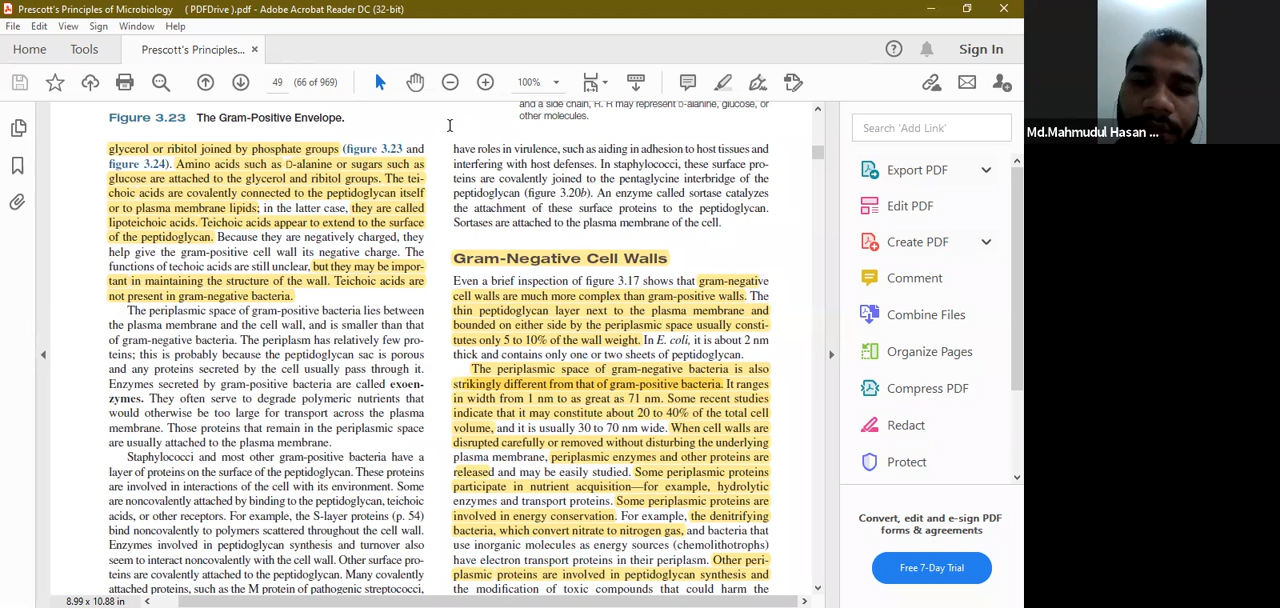 Prescott's Principles of Microbiology ( PDFDrive ).pdf - Adobe Acrobat Reader DC (32-bit)
File Edit View Sign Window Help
Home Tools Prescott's Principles... × Sign In
49 (66 of 969) 100%
Figure 3.23 The Gram-Positive Envelope.
glycerol or ribitol joined by phosphate groups (figure 3.23 and
figure 3.24). Amino acids such as D-alanine or sugars such as
glucose are attached to the glycerol and ribitol groups. The tei-
choic acids are covalently connected to the peptidoglycan itself
or to plasma membrane lipids; in the latter case, they are called
lipoteichoic acids. Teichoic acids appear to extend to the surface
of the peptidoglycan. Because they are negatively charged, they
help give the gram-positive cell wall its negative charge. The
functions of techoic acids are still unclear, but they may be impor-
tant in maintaining the structure of the wall. Teichoic acids are
not present in gram-negative bacteria.
The periplasmic space of gram-positive bacteria lies between
the plasma membrane and the cell wall, and is smaller than that
of gram-negative bacteria. The periplasm has relatively few pro-
teins; this is probably because the peptidoglycan sac is porous
and any proteins secreted by the cell usually pass through it.
Enzymes secreted by gram-positive bacteria are called exoen-
zymes. They often serve to degrade polymeric nutrients that
would otherwise be too large for transport across the plasma
membrane. Those proteins that remain in the periplasmic space
are usually attached to the plasma membrane.
Staphylococci and most other gram-positive bacteria have a
layer of proteins on the surface of the peptidoglycan. These proteins
are involved in interactions of the cell with its environment. Some
are noncovalently attached by binding to the peptidoglycan, teichoic
acids, or other receptors. For example, the S-layer proteins (p. 54)
bind noncovalently to polymers scattered throughout the cell wall.
Enzymes involved in peptidoglycan synthesis and turnover also
seem to interact noncovalently with the cell wall. Other surface pro-
teins are covalently attached to the peptidoglycan. Many covalently
attached proteins, such as the M protein of pathogenic streptococci,
and a side chain, R. R may represent D-alanine, glucose, or
other molecules.
have roles in virulence, such as aiding in adhesion to host tissues and
interfering with host defenses. In staphylococci, these surface pro-
teins are covalently joined to the pentaglycine interbridge of the
peptidoglycan (figure 3.20b). An enzyme called sortase catalyzes
the attachment of these surface proteins to the peptidoglycan.
Sortases are attached to the plasma membrane of the cell.
Gram-Negative Cell Walls
Even a brief inspection of figure 3.17 shows that gram-negative
cell walls are much more complex than gram-positive walls. The
thin peptidoglycan layer next to the plasma membrane and
bounded on either side by the periplasmic space usually consti-
tutes only 5 to 10% of the wall weight. In E. coli, it is about 2 nm
thick and contains only one or two sheets of peptidoglycan.
The periplasmic space of gram-negative bacteria is also
strikingly different from that of gram-positive bacteria. It ranges
in width from 1 nm to as great as 71 nm. Some recent studies
indicate that it may constitute about 20 to 40% of the total cell
volume, and it is usually 30 to 70 nm wide. When cell walls are
disrupted carefully or removed without disturbing the underlying
plasma membrane, periplasmic enzymes and other proteins are
released and may be easily studied. Some periplasmic proteins
participate in nutrient acquisition—for example, hydrolytic
enzymes and transport proteins. Some periplasmic proteins are
involved in energy conservation. For example, the denitrifying
bacteria, which convert nitrate to nitrogen gas, and bacteria that
use inorganic molecules as energy sources (chemolithotrophs)
have electron transport proteins in their periplasm. Other peri-
plasmic proteins are involved in peptidoglycan synthesis and
the modification of toxic compounds that could harm the
8.99 x 10.88 in
Search 'Add Link'
Export PDF
Edit PDF
Create PDF
Comment
Combine Files
Organize Pages
Compress PDF
Redact
Protect
Convert, edit and e-sign PDF
forms & agreements
Free 7-Day Trial
Md.Mahmudul Hasan ...